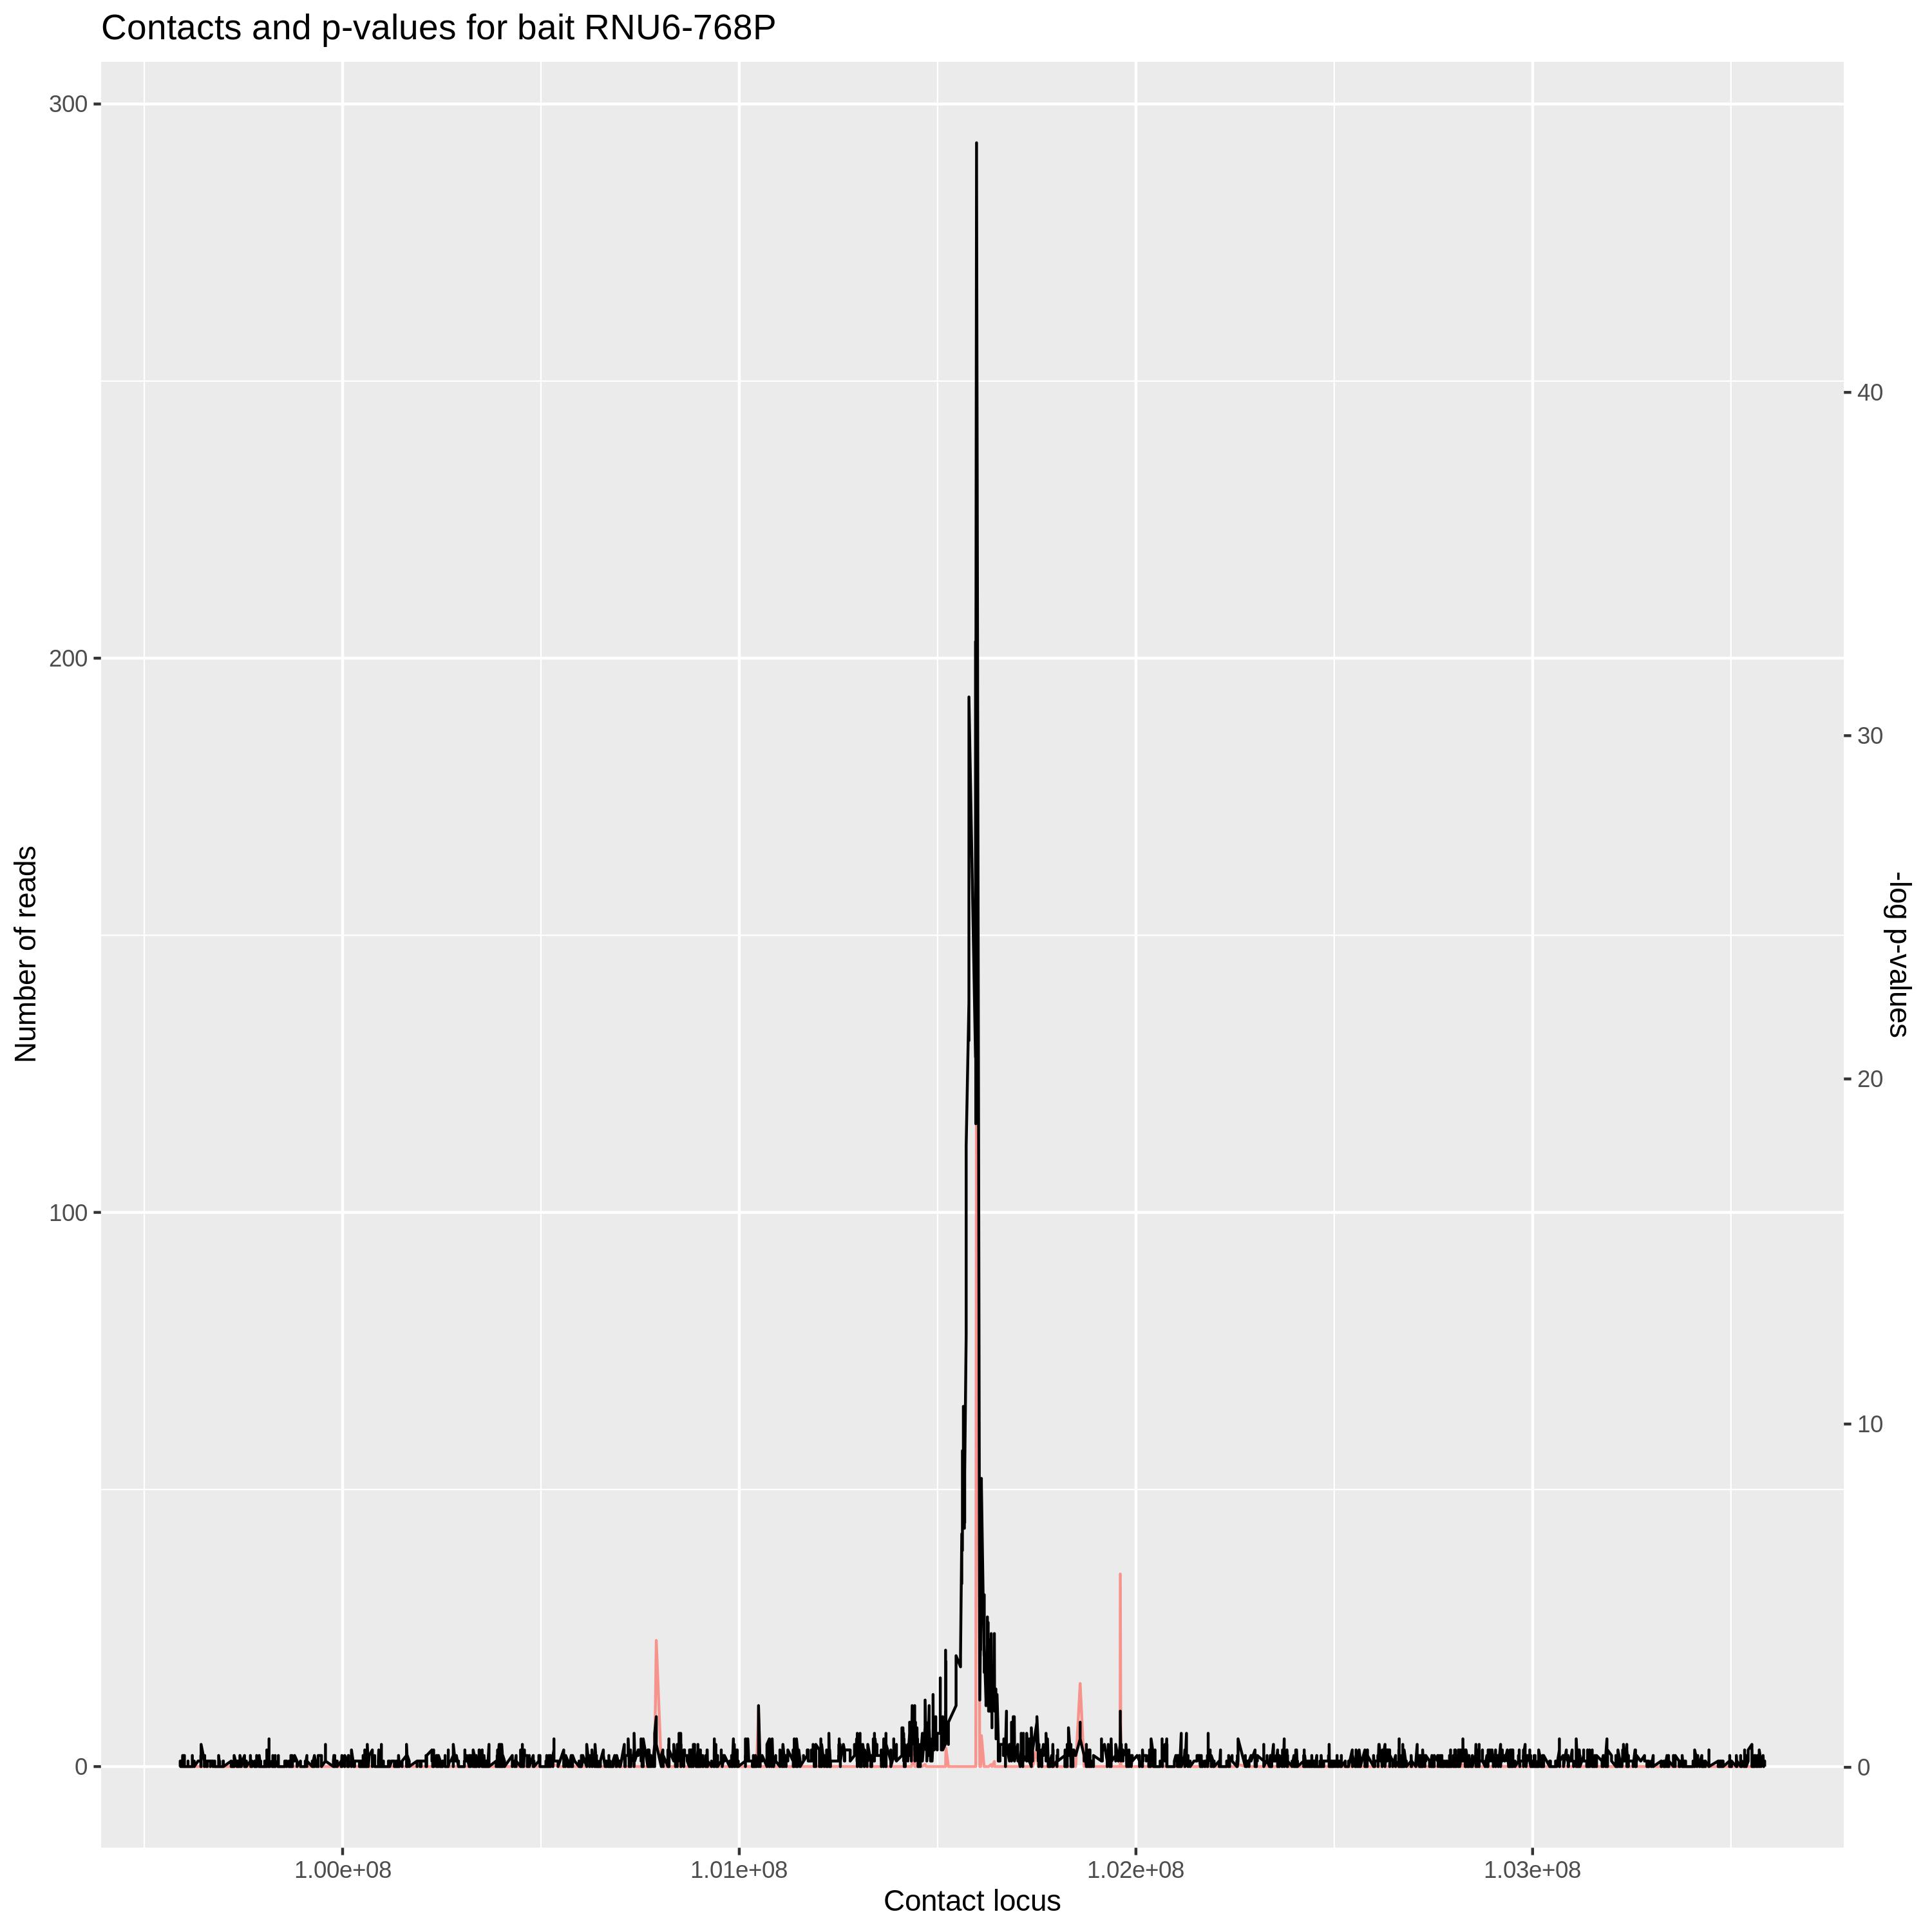 Contacts and p-values for bait RNU6-768P
300
200
100
0
Number of reads
40
30
20
10
0
-log p-values
1.00e+08
1.01e+08
1.02e+08
1.03e+08
Contact locus